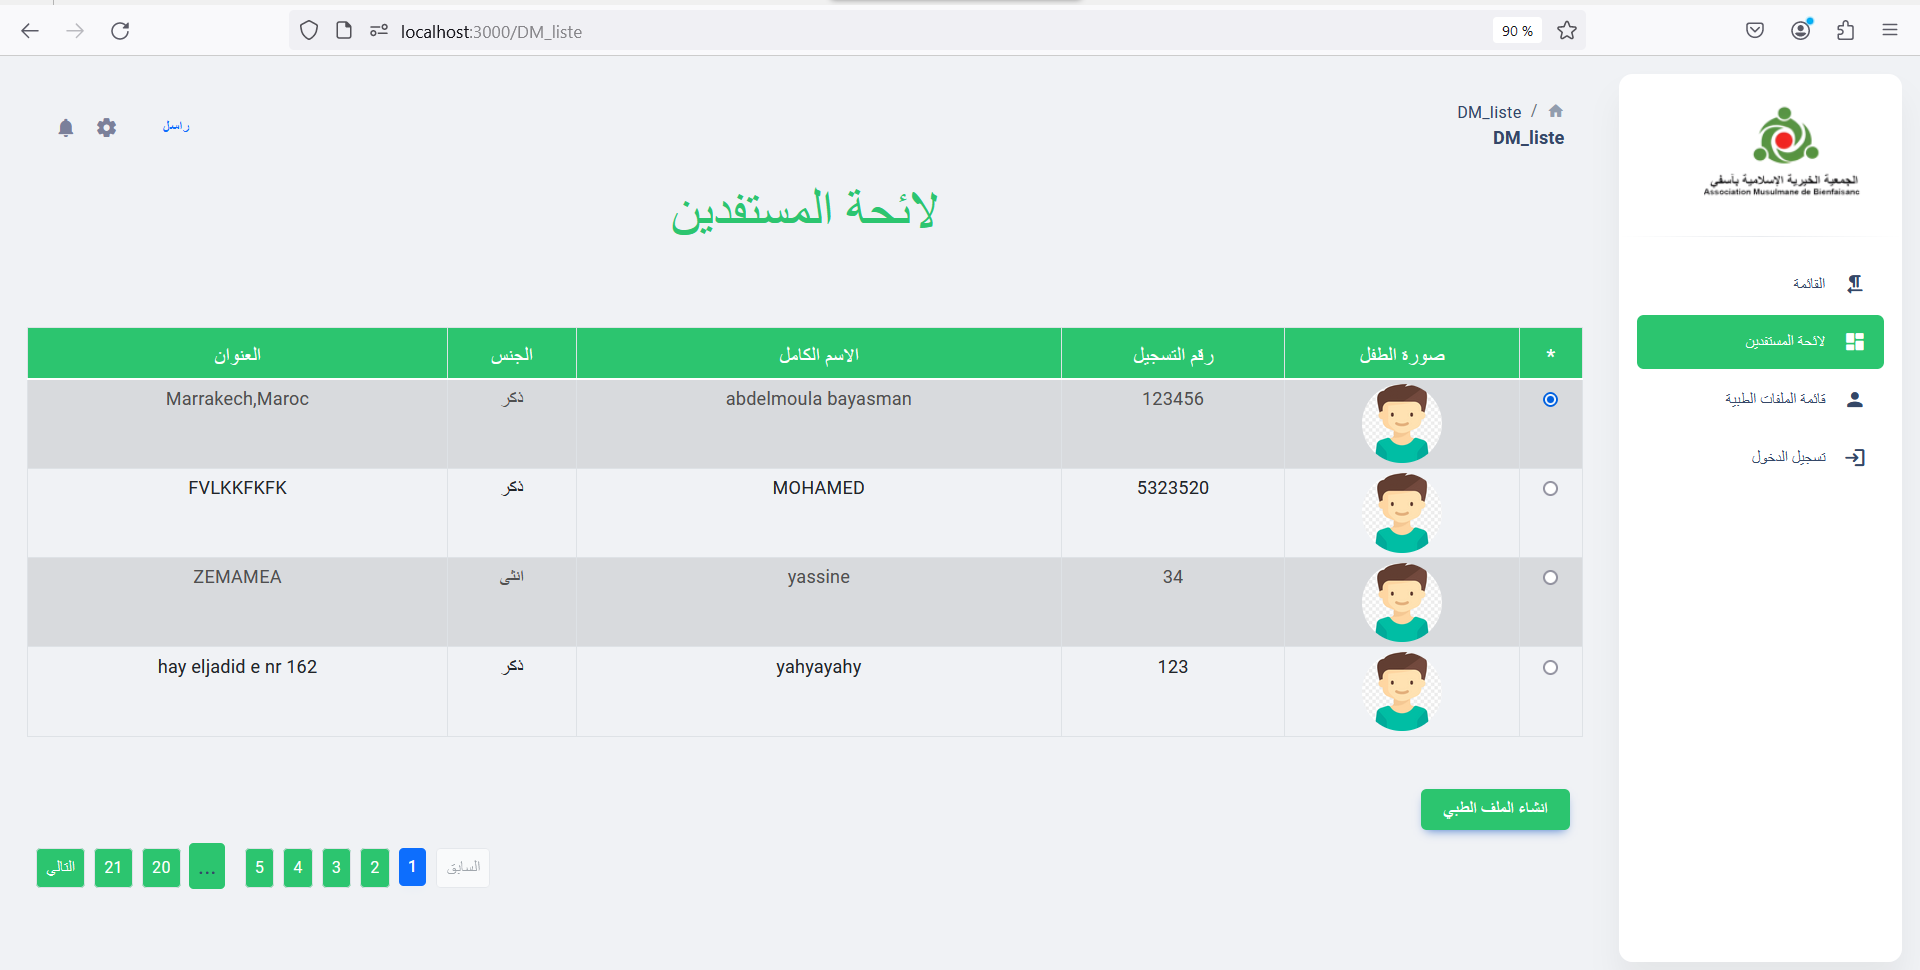 localhost:3000/DM_liste
90 %
DM_liste /
DM_liste
راسل
الجمعية الخيرية الإسلامية بآسفي
Association Musulmane de Bienfaisanc
القائمة
لائحة المستفدين
قائمة الملفات الطبية
تسجيل الدخول
لائحة المستفدين
* صورة الطفل رقم التسجيل الاسم الكامل الجنس العنوان
123456 abdelmoula bayasman ذكر Marrakech,Maroc
5323520 MOHAMED ذكر FVLKKFKFK
34 yassine انثى ZEMAMEA
123 yahyayahy ذكر hay eljadid e nr 162
انشاء الملف الطبي
السابق 1 2 3 4 5 ... 20 21 التالي